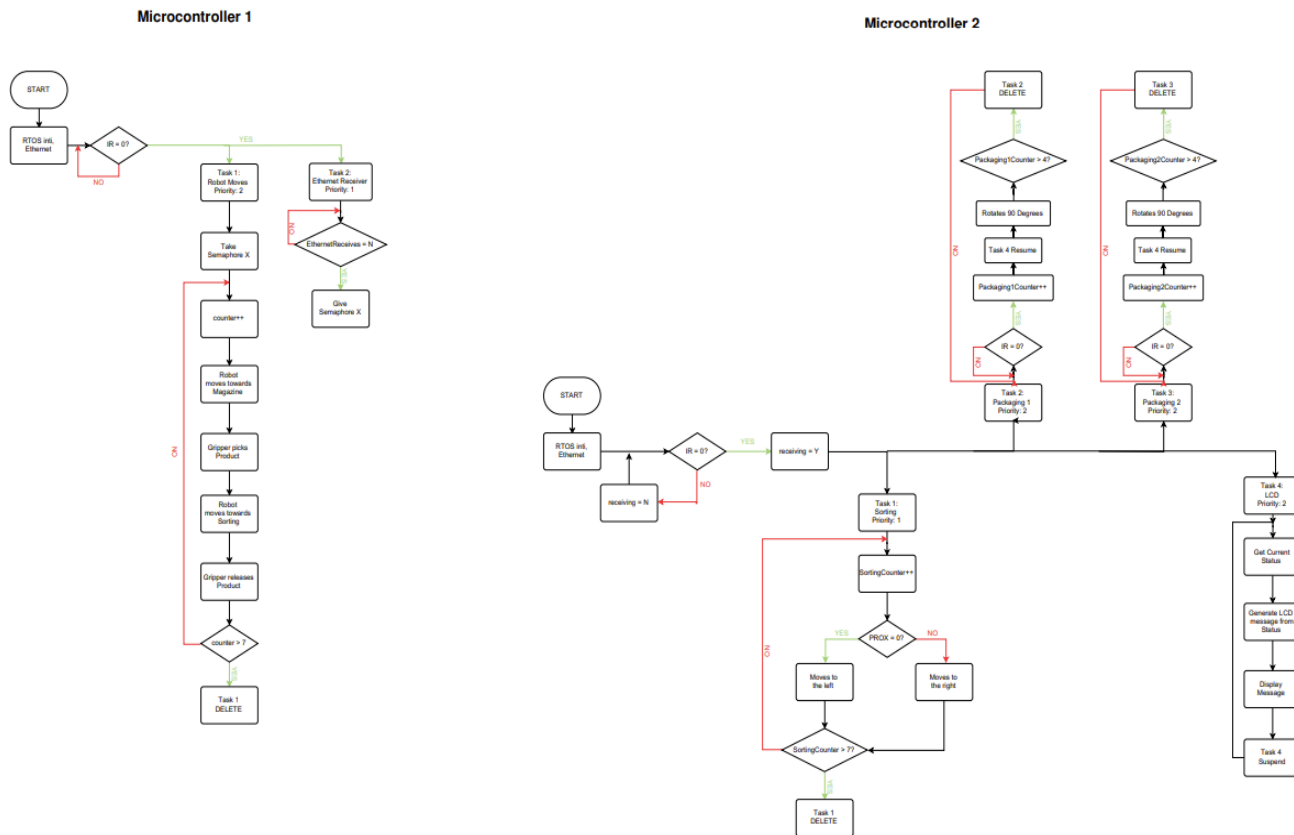 Microcontroller 1
START
RTOS inti,
Ethernet
IR = 0?
NO
YES
Task 1:
Robot Moves
Priority: 2
Take
Semaphore X
counter++
Robot
moves towards
Magazine
Gripper picks
Product
Robot
moves towards
Sorting
Gripper releases
Product
counter > 7
NO
YES
Task 1
DELETE
Task 2:
Ethernet Receiver
Priority: 1
NO
EthernetReceives = N
YES
Give
Semaphore X
Microcontroller 2
START
RTOS inti,
Ethernet
IR = 0?
NO
receiving = N
YES
receiving = Y
Task 1:
Sorting
Priority: 1
SortingCounter++
PROX = 0?
YES
NO
Moves to
the left
Moves to
the right
SortingCounter > 7?
NO
YES
Task 1
DELETE
Task 2
DELETE
YES
Packaging1Counter > 4?
NO
Rotates 90 Degrees
Task 4 Resume
Packaging1Counter++
YES
IR = 0?
NO
Task 2:
Packaging 1
Priority: 2
Task 3
DELETE
YES
Packaging2Counter > 4?
NO
Rotates 90 Degrees
Task 4 Resume
Packaging2Counter++
YES
IR = 0?
NO
Task 3:
Packaging 2
Priority: 2
Task 4:
LCD
Priority: 2
Get Current
Status
Generate LCD
message from
Status
Display
Message
Task 4
Suspend